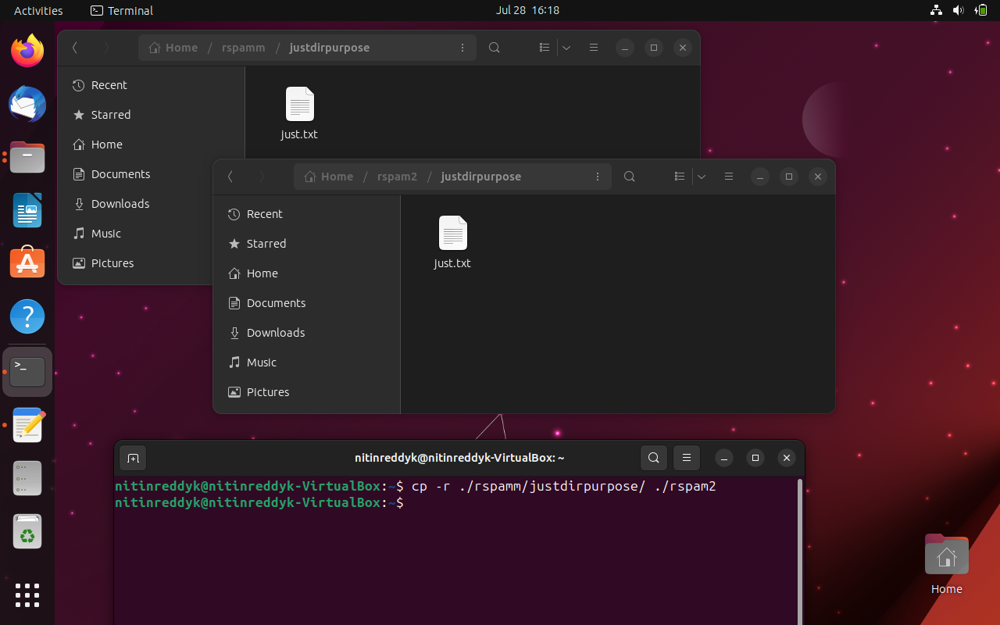 Activities
Terminal
Jul 28 16:18
Home / rspamm / justdirpurpose
Recent
Starred
Home
Documents
Downloads
Music
Pictures
just.txt
Home / rspam2 / justdirpurpose
Recent
Starred
Home
Documents
Downloads
Music
Pictures
just.txt
nitinreddyk@nitinreddyk-VirtualBox: ~
nitinreddyk@nitinreddyk-VirtualBox:~$ cp -r ./rspamm/justdirpurpose/ ./rspam2
nitinreddyk@nitinreddyk-VirtualBox:~$
Home